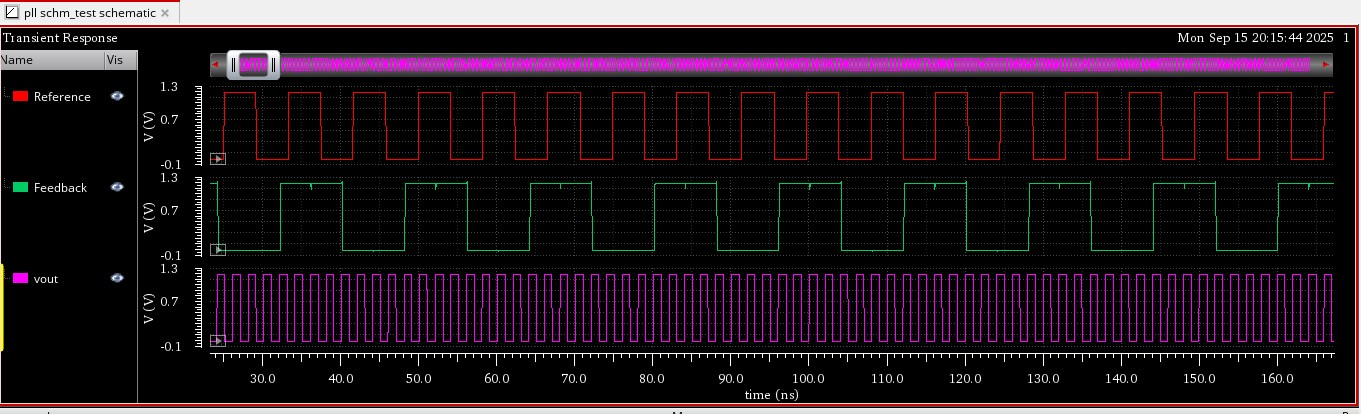 pll schm_test schematic
Transient Response
Mon Sep 15 20:15:44 2025 1
Name Vis
Reference
1.3
0.7
-0.1
V (V)
Feedback
1.3
0.7
-0.1
V (V)
vout
1.3
0.7
-0.1
V (V)
30.0 40.0 50.0 60.0 70.0 80.0 90.0 100.0 110.0 120.0 130.0 140.0 150.0 160.0
time (ns)